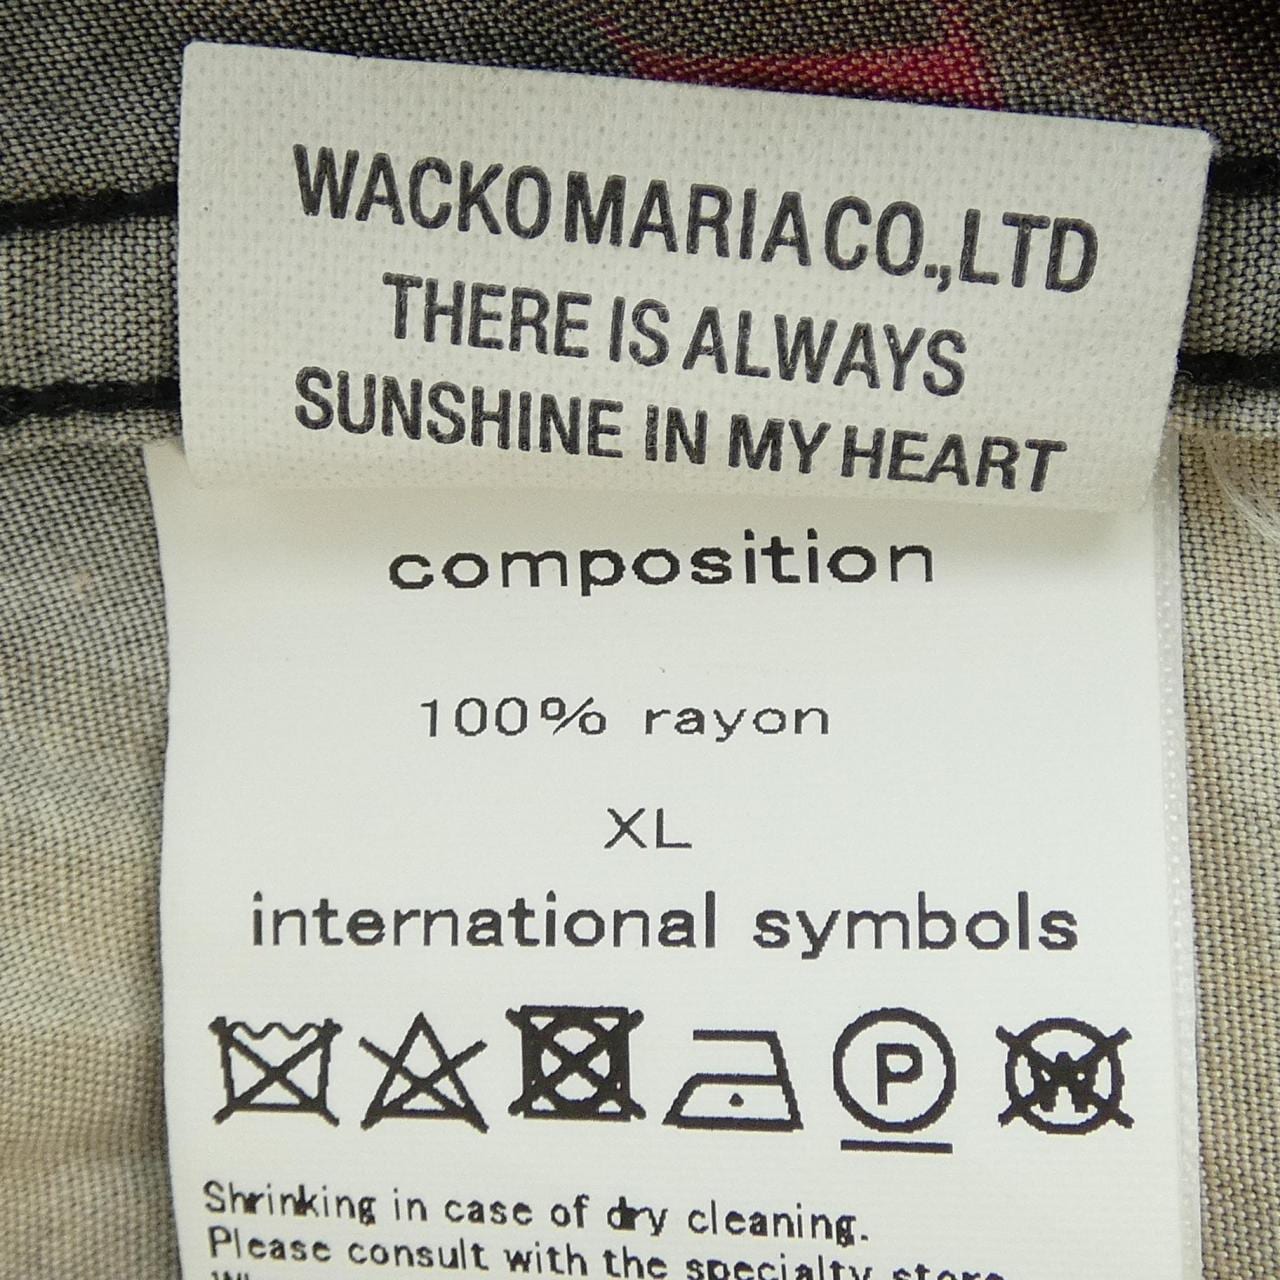 WACKO MARIA CO.,LTD
THERE IS ALWAYS
SUNSHINE IN MY HEART
composition
100% rayon
XL
international symbols
P
W
Shrinking in case of dry cleaning.
Please consult with the specialty store